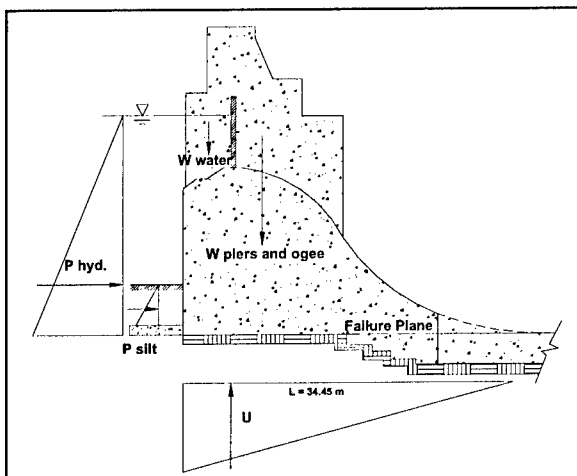 W water
W piers and ogee
P hyd.
Failure Plane
P silt
L = 34.45 m
U